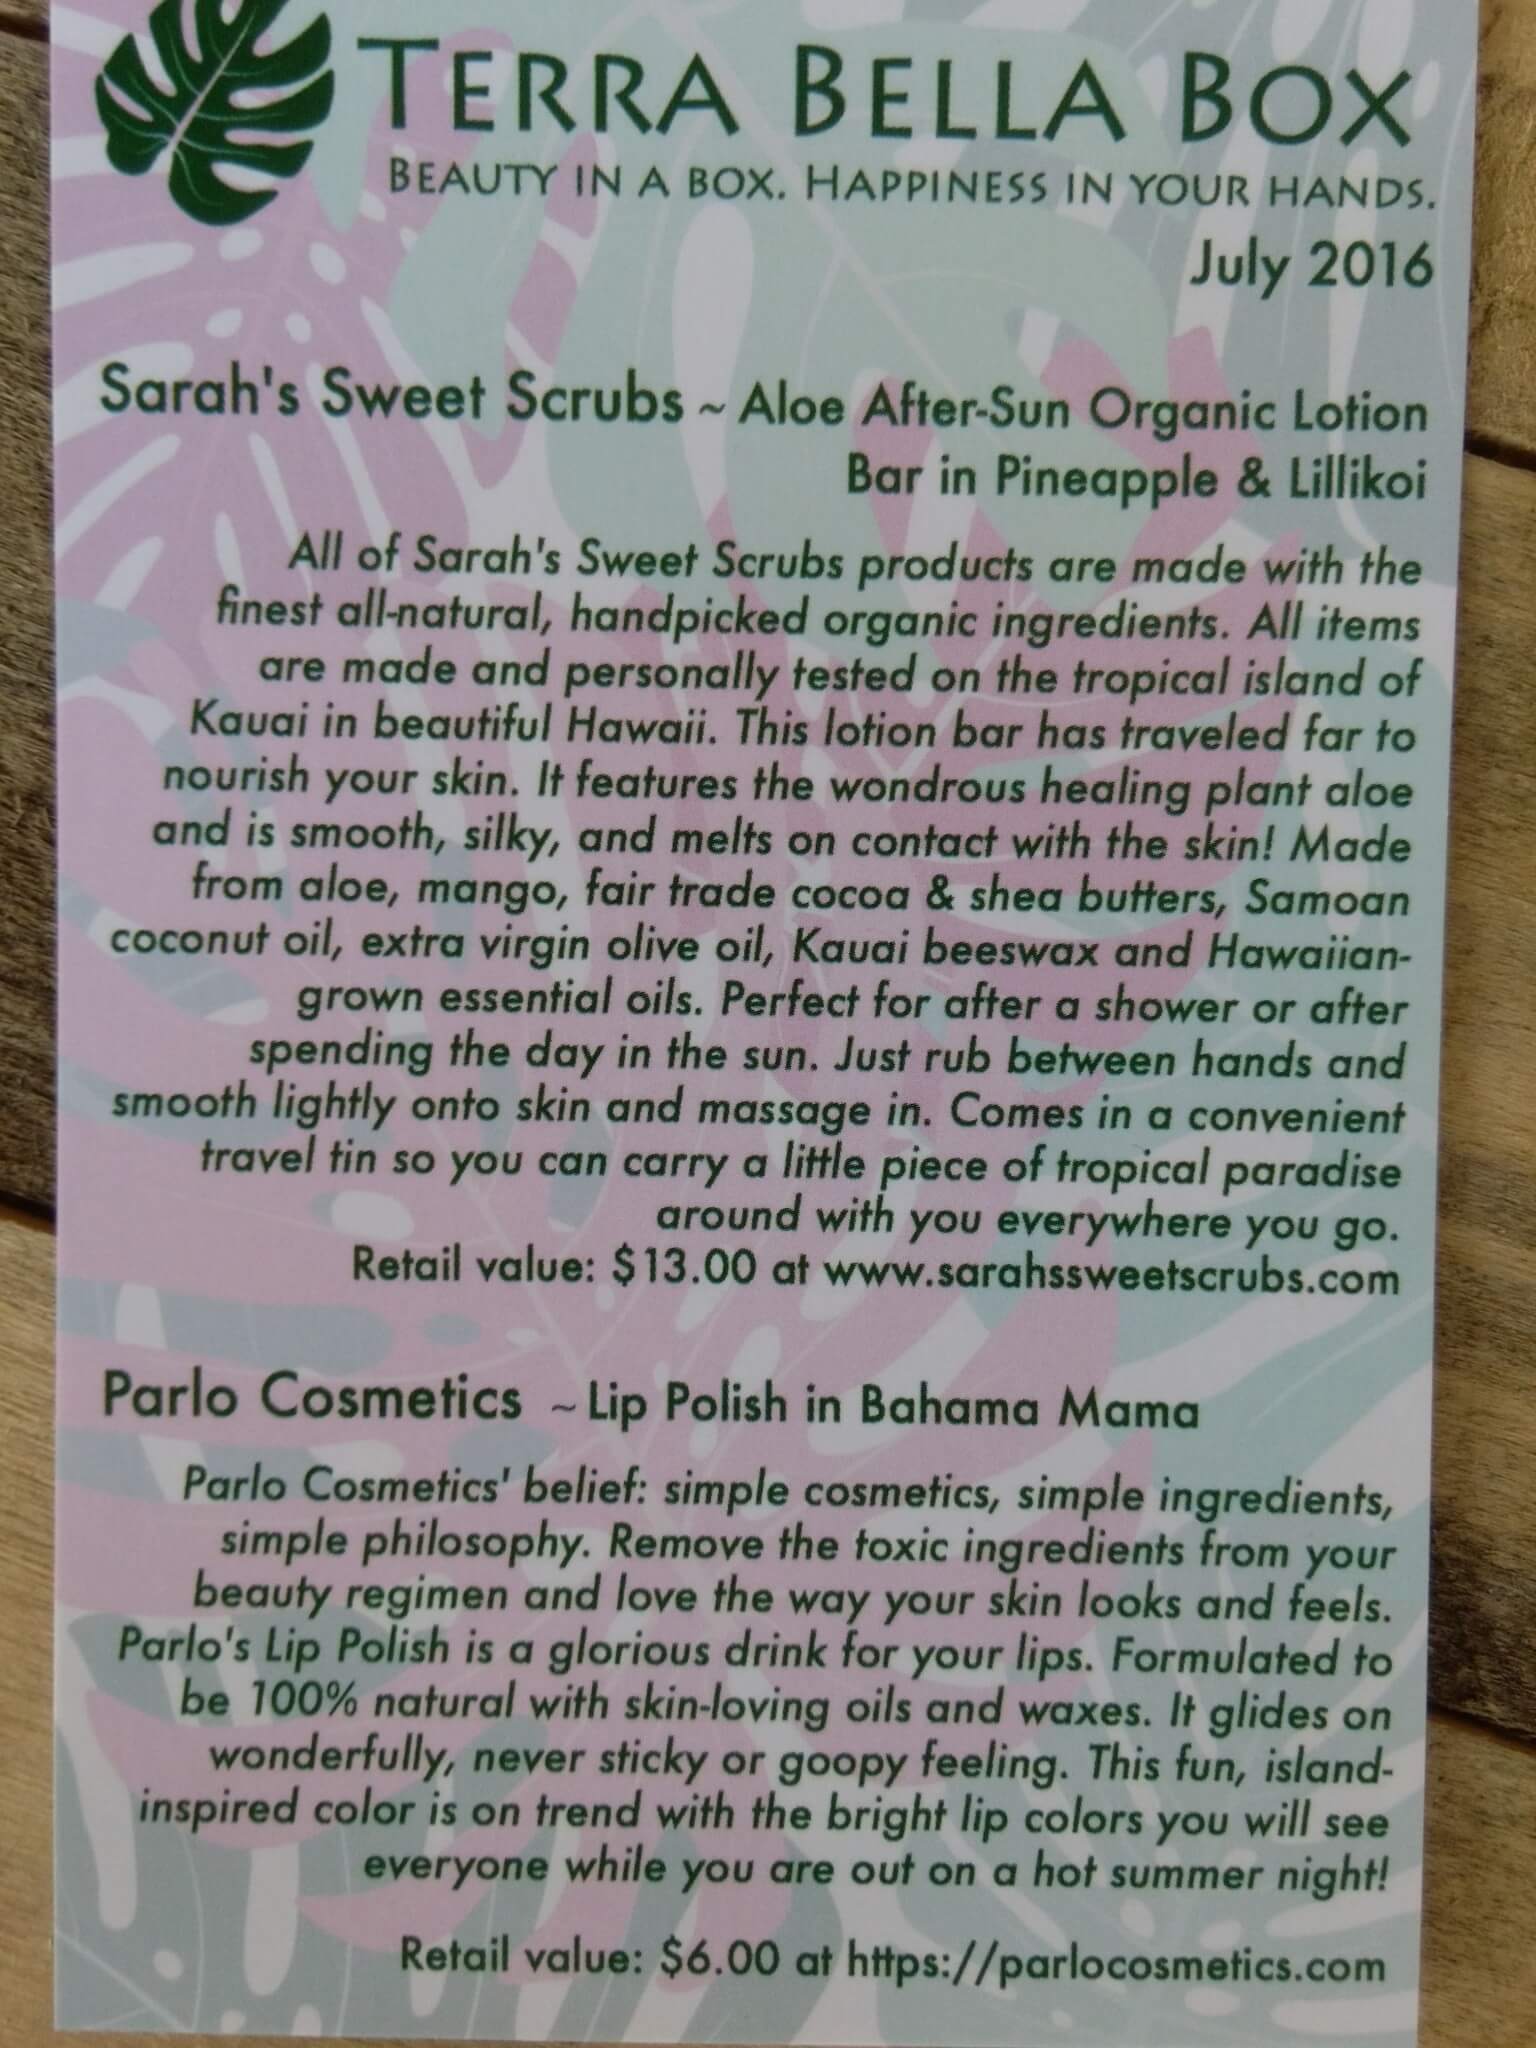 TERRA BELLA BOX
BEAUTY IN A BOX. HAPPINESS IN YOUR HANDS.
July 2016
Sarah's Sweet Scrubs ~ Aloe After-Sun Organic Lotion
Bar in Pineapple & Lillikoi
All of Sarah's Sweet Scrubs products are made with the
finest all-natural, handpicked organic ingredients. All items
are made and personally tested on the tropical island of
Kauai in beautiful Hawaii. This lotion bar has traveled far to
nourish your skin. It features the wondrous healing plant aloe
and is smooth, silky, and melts on contact with the skin! Made
from aloe, mango, fair trade cocoa & shea butters, Samoan
coconut oil, extra virgin olive oil, Kauai beeswax and Hawaiian-
grown essential oils. Perfect for after a shower or after
spending the day in the sun. Just rub between hands and
smooth lightly onto skin and massage in. Comes in a convenient
travel tin so you can carry a little piece of tropical paradise
around with you everywhere you go.
Retail value: $13.00 at www.sarahssweetscrubs.com
Parlo Cosmetics ~ Lip Polish in Bahama Mama
Parlo Cosmetics' belief: simple cosmetics, simple ingredients,
simple philosophy. Remove the toxic ingredients from your
beauty regimen and love the way your skin looks and feels.
Parlo's Lip Polish is a glorious drink for your lips. Formulated to
be 100% natural with skin-loving oils and waxes. It glides on
wonderfully, never sticky or goopy feeling. This fun, island-
inspired color is on trend with the bright lip colors you will see
everyone while you are out on a hot summer night!
Retail value: $6.00 at https://parlocosmetics.com